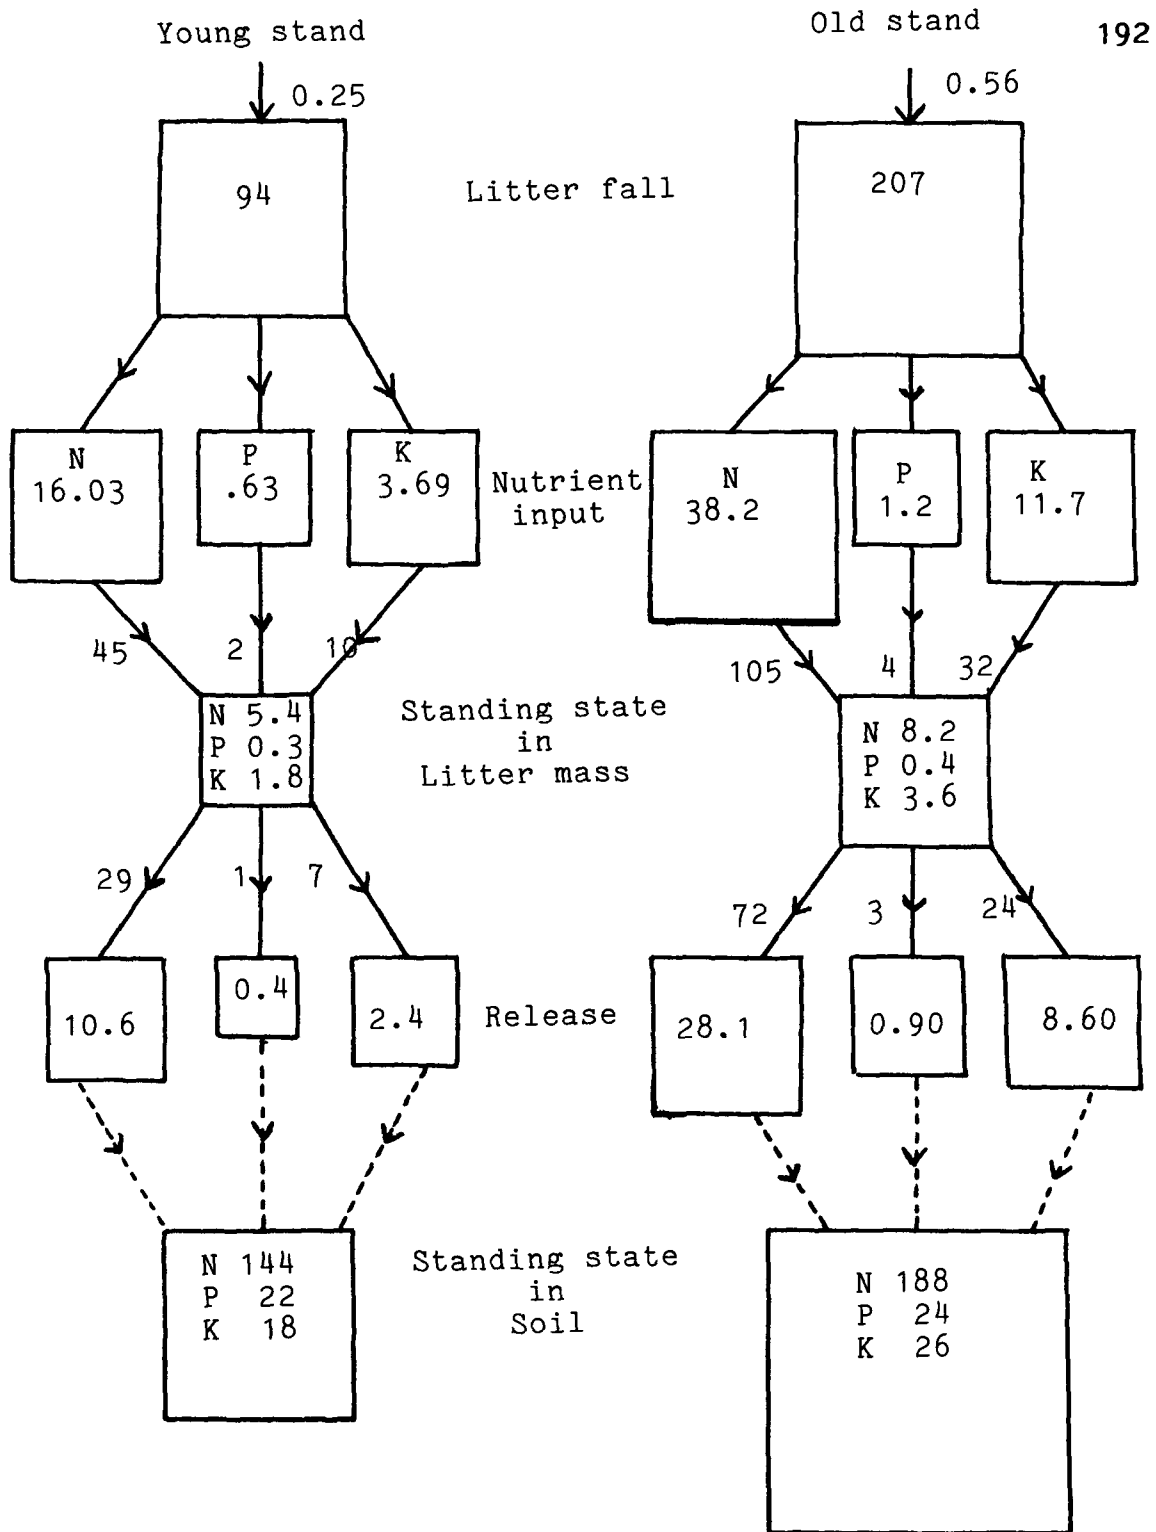 192
Young stand
0.25
94
Litter fall
N
16.03
P
.63
K
3.69
Nutrient
input
45
2
10
N 5.4
P 0.3
K 1.8
Standing state
in
Litter mass
29
1
7
10.6
0.4
2.4
Release
N 144
P 22
K 18
Standing state
in
Soil
Old stand
0.56
207
N
38.2
P
1.2
K
11.7
105
4
32
N 8.2
P 0.4
K 3.6
72
3
24
28.1
0.90
8.60
N 188
P 24
K 26